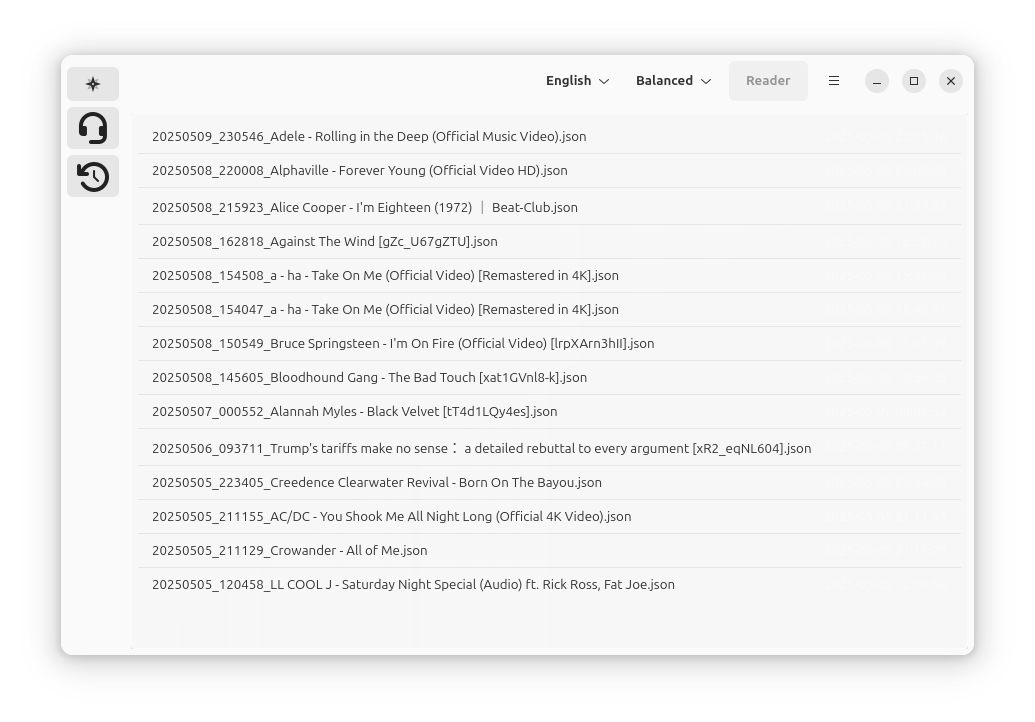 English
Balanced
Reader
20250509_230546_Adele - Rolling in the Deep (Official Music Video).json
20250508_220008_Alphaville - Forever Young (Official Video HD).json
20250508_215923_Alice Cooper - I'm Eighteen (1972) ｜ Beat-Club.json
20250508_162818_Against The Wind [gZc_U67gZTU].json
20250508_154508_a - ha - Take On Me (Official Video) [Remastered in 4K].json
20250508_154047_a - ha - Take On Me (Official Video) [Remastered in 4K].json
20250508_150549_Bruce Springsteen - I'm On Fire (Official Video) [lrpXArn3hII].json
20250508_145605_Bloodhound Gang - The Bad Touch [xat1GVnl8-k].json
20250507_000552_Alannah Myles - Black Velvet [tT4d1LQy4es].json
20250506_093711_Trump's tariffs make no sense： a detailed rebuttal to every argument [xR2_eqNL604].json
20250505_223405_Creedence Clearwater Revival - Born On The Bayou.json
20250505_211155_AC/DC - You Shook Me All Night Long (Official 4K Video).json
20250505_211129_Crowander - All of Me.json
20250505_120458_LL COOL J - Saturday Night Special (Audio) ft. Rick Ross, Fat Joe.json